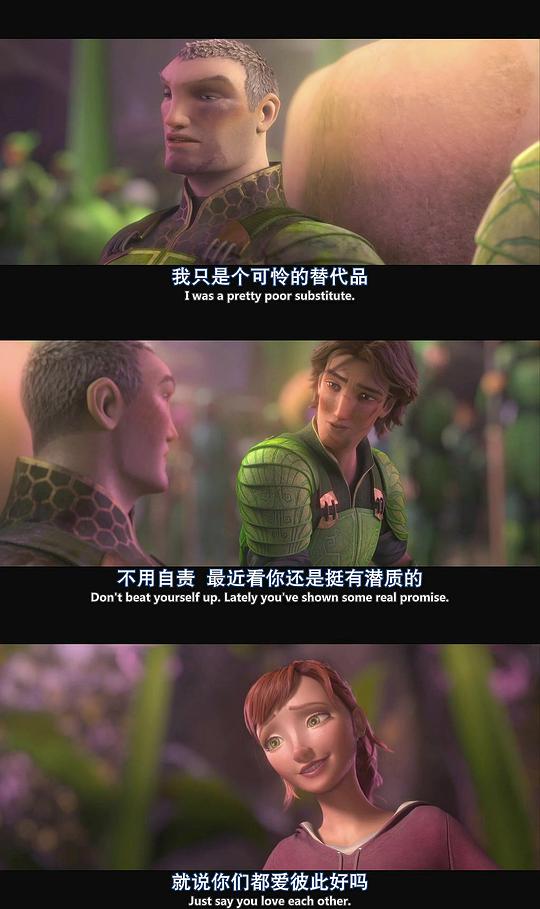 我只是个可怜的替代品
I was a pretty poor substitute.
不用自责 最近看你还是挺有潜质的
Don't beat yourself up. Lately you've shown some real promise.
就说你们都爱彼此好吗
Just say you love each other.